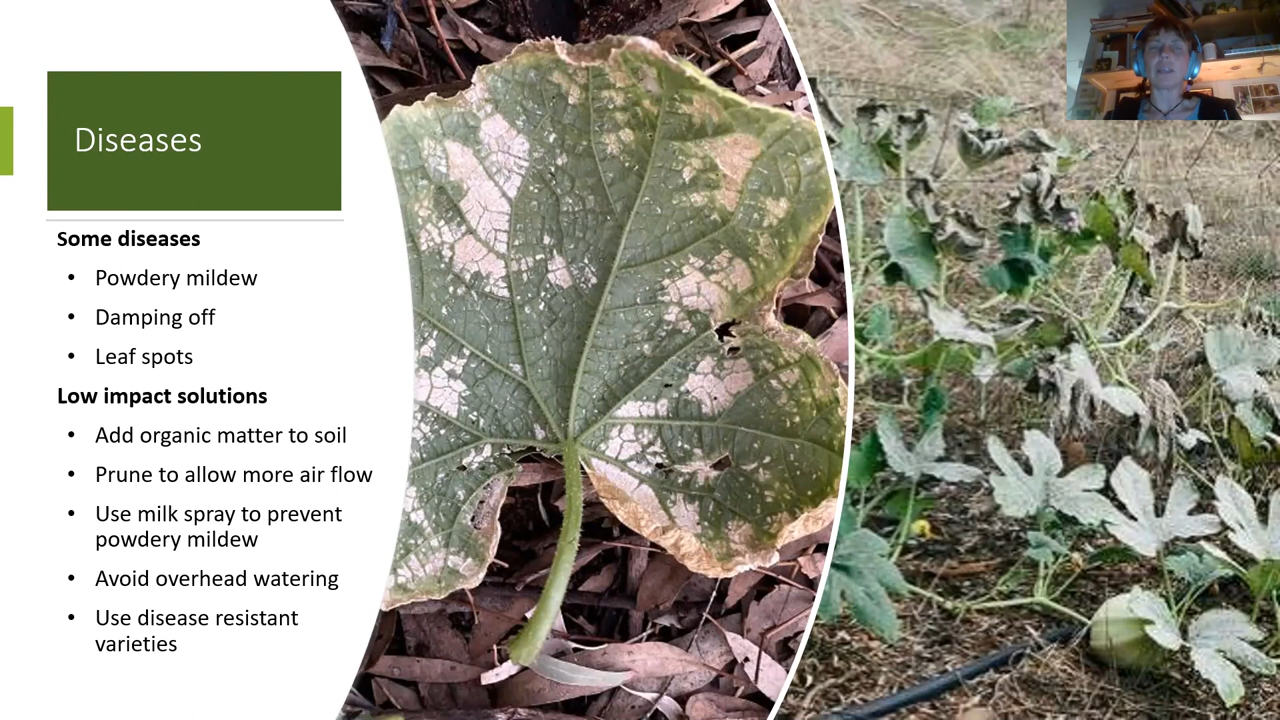 Diseases
Some diseases
• Powdery mildew
• Damping off
• Leaf spots
Low impact solutions
• Add organic matter to soil
• Prune to allow more air flow
• Use milk spray to prevent
powdery mildew
• Avoid overhead watering
• Use disease resistant
varieties